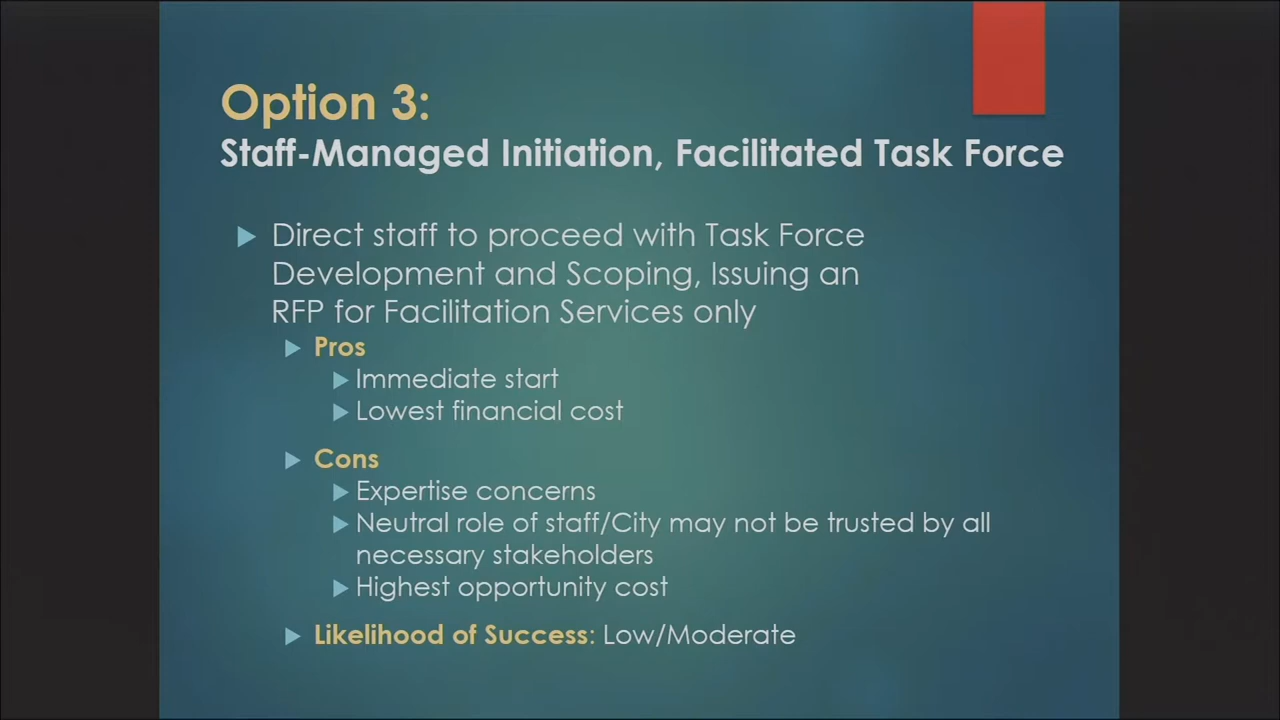 Option 3:
Staff-Managed Initiation, Facilitated Task Force
Direct staff to proceed with Task Force
Development and Scoping, Issuing an
RFP for Facilitation Services only
Pros
Immediate start
Lowest financial cost
Cons
Expertise concerns
Neutral role of staff/City may not be trusted by all
necessary stakeholders
Highest opportunity cost
Likelihood of Success: Low/Moderate